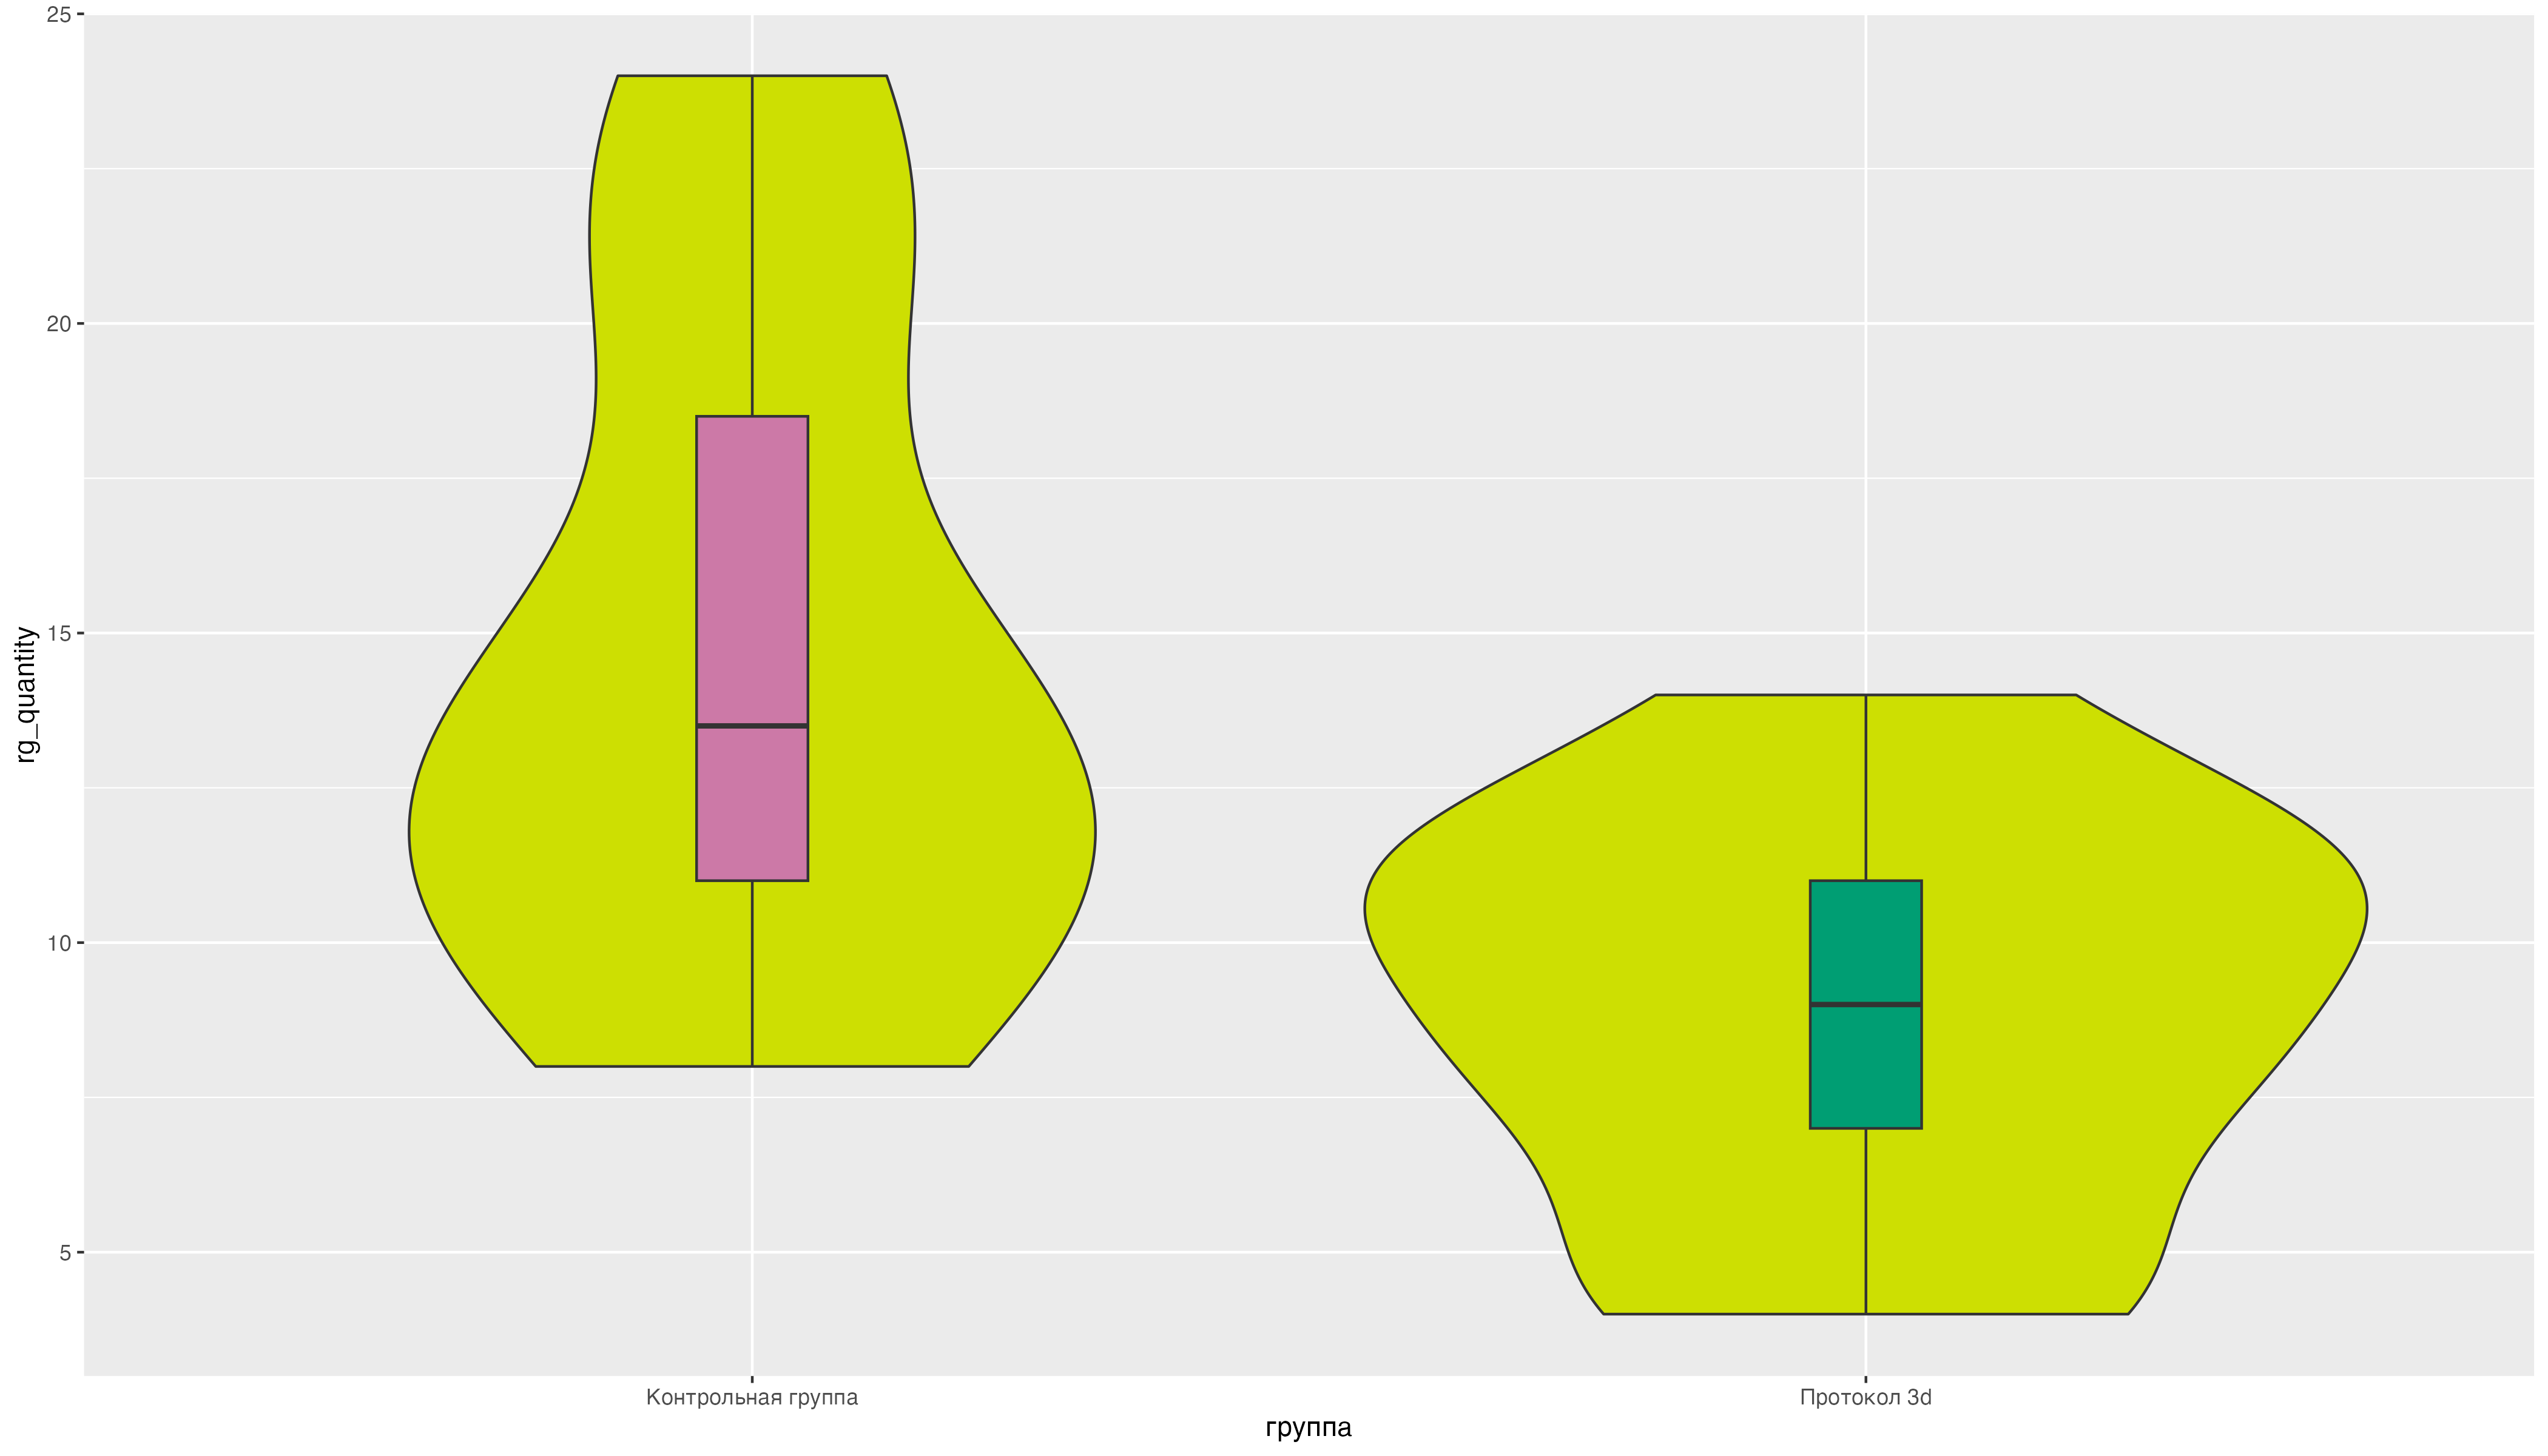 25
20
15
10
5
rg_quantity
Контрольная группа
Протокол 3d
группа